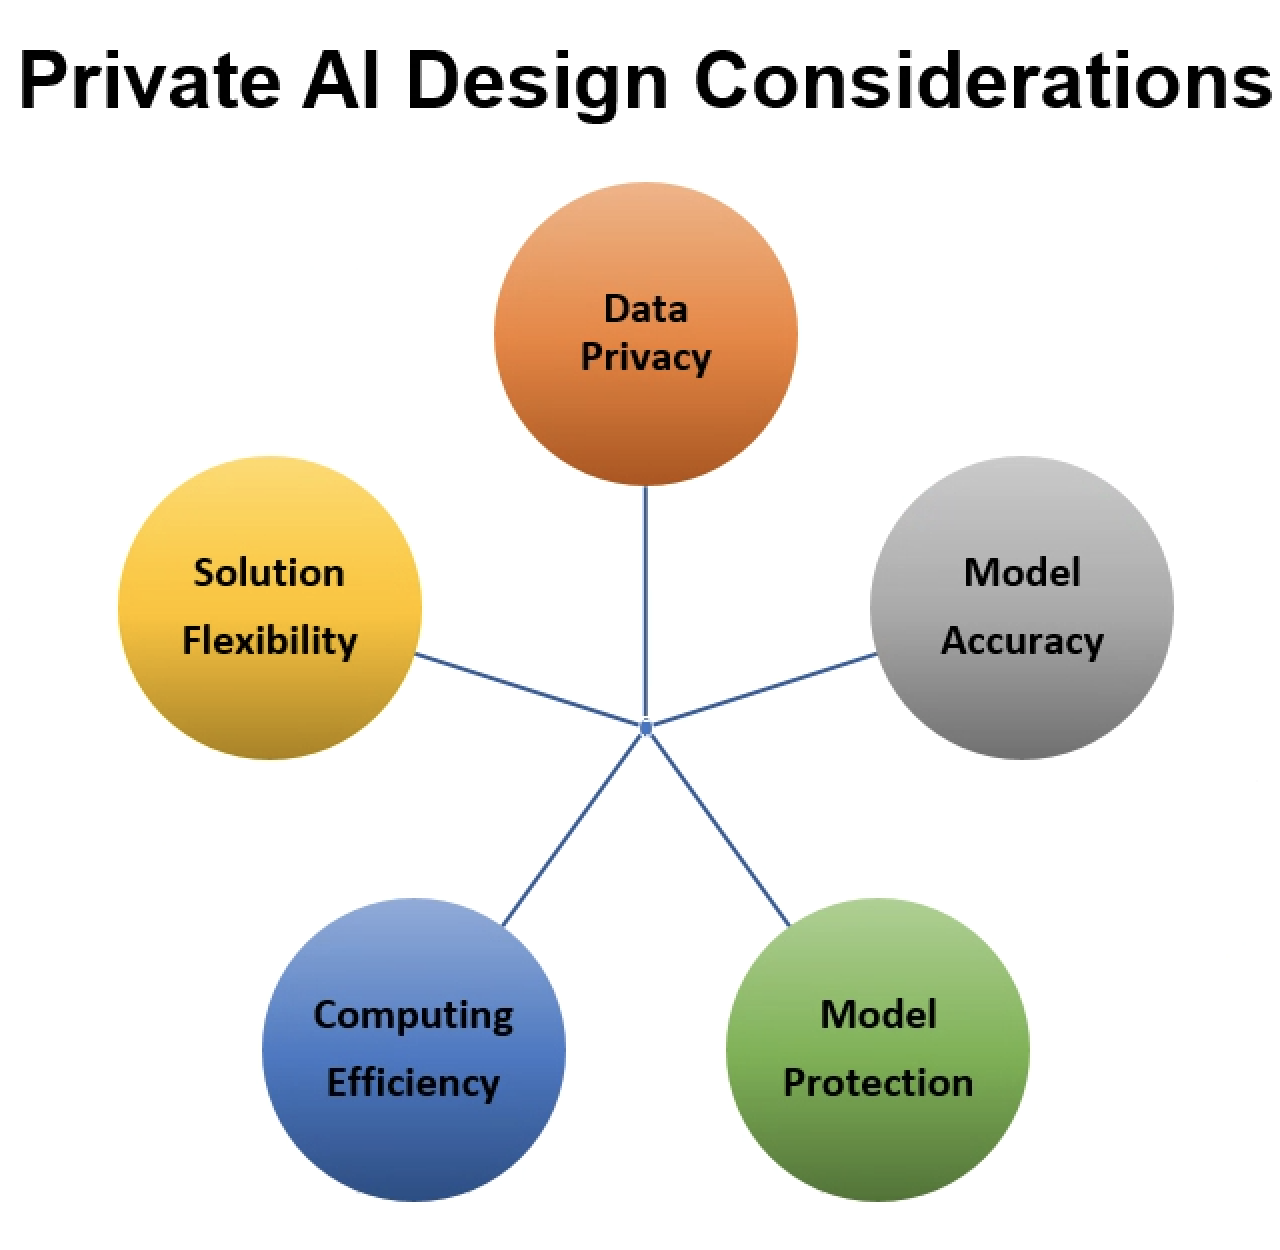 Private AI Design Considerations
Data
Privacy
Solution
Flexibility
Model
Accuracy
Computing
Efficiency
Model
Protection